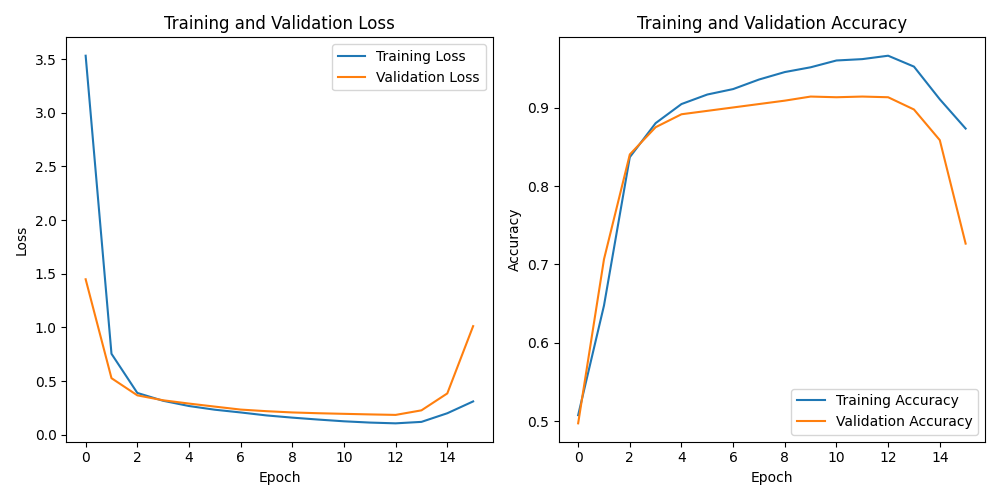 Training and Validation Loss
Training Loss
Validation Loss
3.5
3.0
2.5
2.0
1.5
1.0
0.5
0.0
Loss
0 2 4 6 8 10 12 14
Epoch
Training and Validation Accuracy
0.9
0.8
0.7
0.6
0.5
Accuracy
Training Accuracy
Validation Accuracy
0 2 4 6 8 10 12 14
Epoch